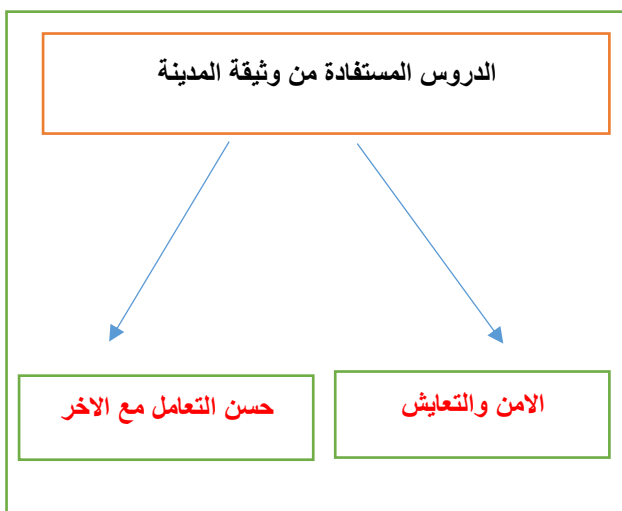 الدروس المستفادة من وثيقة المدينة
الامن والتعايش
حسن التعامل مع الاخر